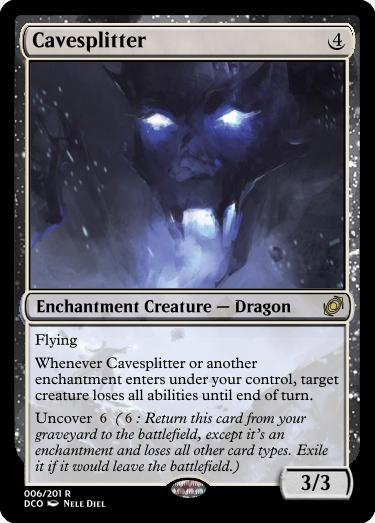 Cavesplitter 4
Enchantment Creature — Dragon
Flying
Whenever Cavesplitter or another
enchantment enters under your control, target
creature loses all abilities until end of turn.
Uncover 6 (6: Return this card from your
graveyard to the battlefield, except it's an
enchantment and loses all other card types. Exile
it if it would leave the battlefield.)
3/3
006/201 R
DCO NELE DIEL